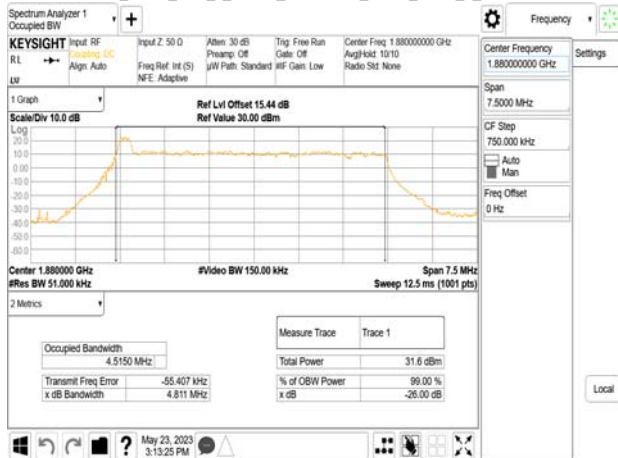 Spectrum Analyzer 1
Occupied BW
Frequency
KEYSIGHT Input: RF
Coupling: DC
Align: Auto
Input Z: 50 Ω
Freq Ref: Int (S)
NFE: Adaptive
Atten: 30 dB
Preamp: Off
µW Path: Standard
Trig: Free Run
Gate: Off
#IF Gain: Low
Center Freq: 1.880000000 GHz
Avg|Hold: 10/10
Radio Std: None
RL
LV
Center Frequency
1.880000000 GHz
Settings
Span
7.5000 MHz
CF Step
750.000 kHz
Auto
Man
Freq Offset
0 Hz
Local
1 Graph
Scale/Div 10.0 dB
Ref Lvl Offset 15.44 dB
Ref Value 30.00 dBm
Log
20.0
10.0
0.00
-10.0
-20.0
-30.0
-40.0
-50.0
-60.0
Center 1.880000 GHz
#Res BW 51.000 kHz
#Video BW 150.00 kHz
Span 7.5 MHz
Sweep 12.5 ms (1001 pts)
2 Metrics
Measure Trace Trace 1
Occupied Bandwidth
4.5150 MHz
Total Power 31.6 dBm
Transmit Freq Error -55.407 kHz
% of OBW Power 99.00 %
x dB Bandwidth 4.811 MHz
x dB -26.00 dB
?
May 23, 2023
3:13:25 PM